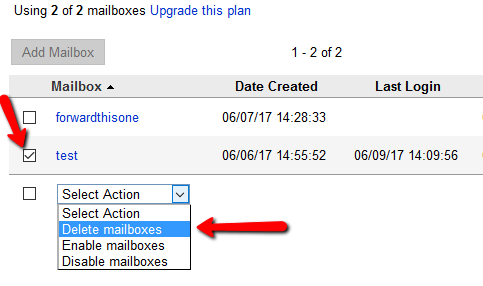 Using 2 of 2 mailboxes Upgrade this plan
Add Mailbox 1 - 2 of 2
Mailbox Date Created Last Login
forwardthisone 06/07/17 14:28:33
test 06/06/17 14:55:52 06/09/17 14:09:56
Select Action
Select Action
Delete mailboxes
Enable mailboxes
Disable mailboxes